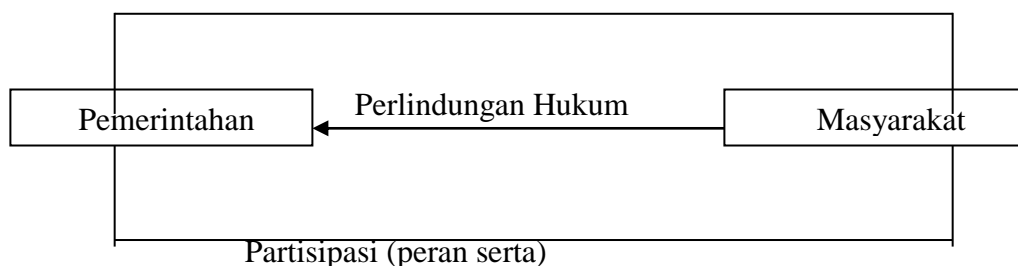 Perlindungan Hukum
Pemerintahan
Masyarakat
Partisipasi (peran serta)